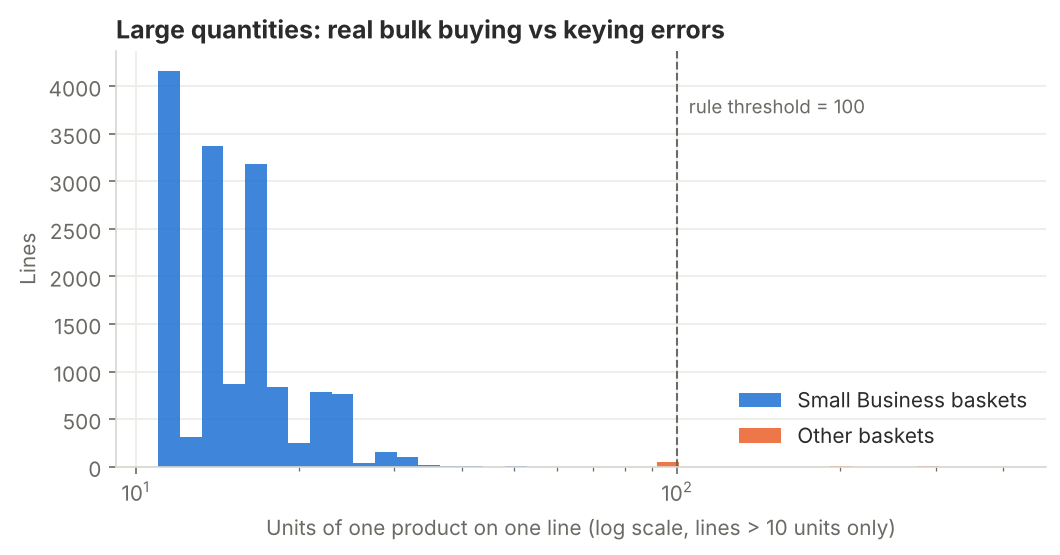 Large quantities: real bulk buying vs keying errors
4000
3500
3000
2500
2000
1500
1000
500
0
Lines
rule threshold = 100
Small Business baskets
Other baskets
10¹
10²
Units of one product on one line (log scale, lines > 10 units only)